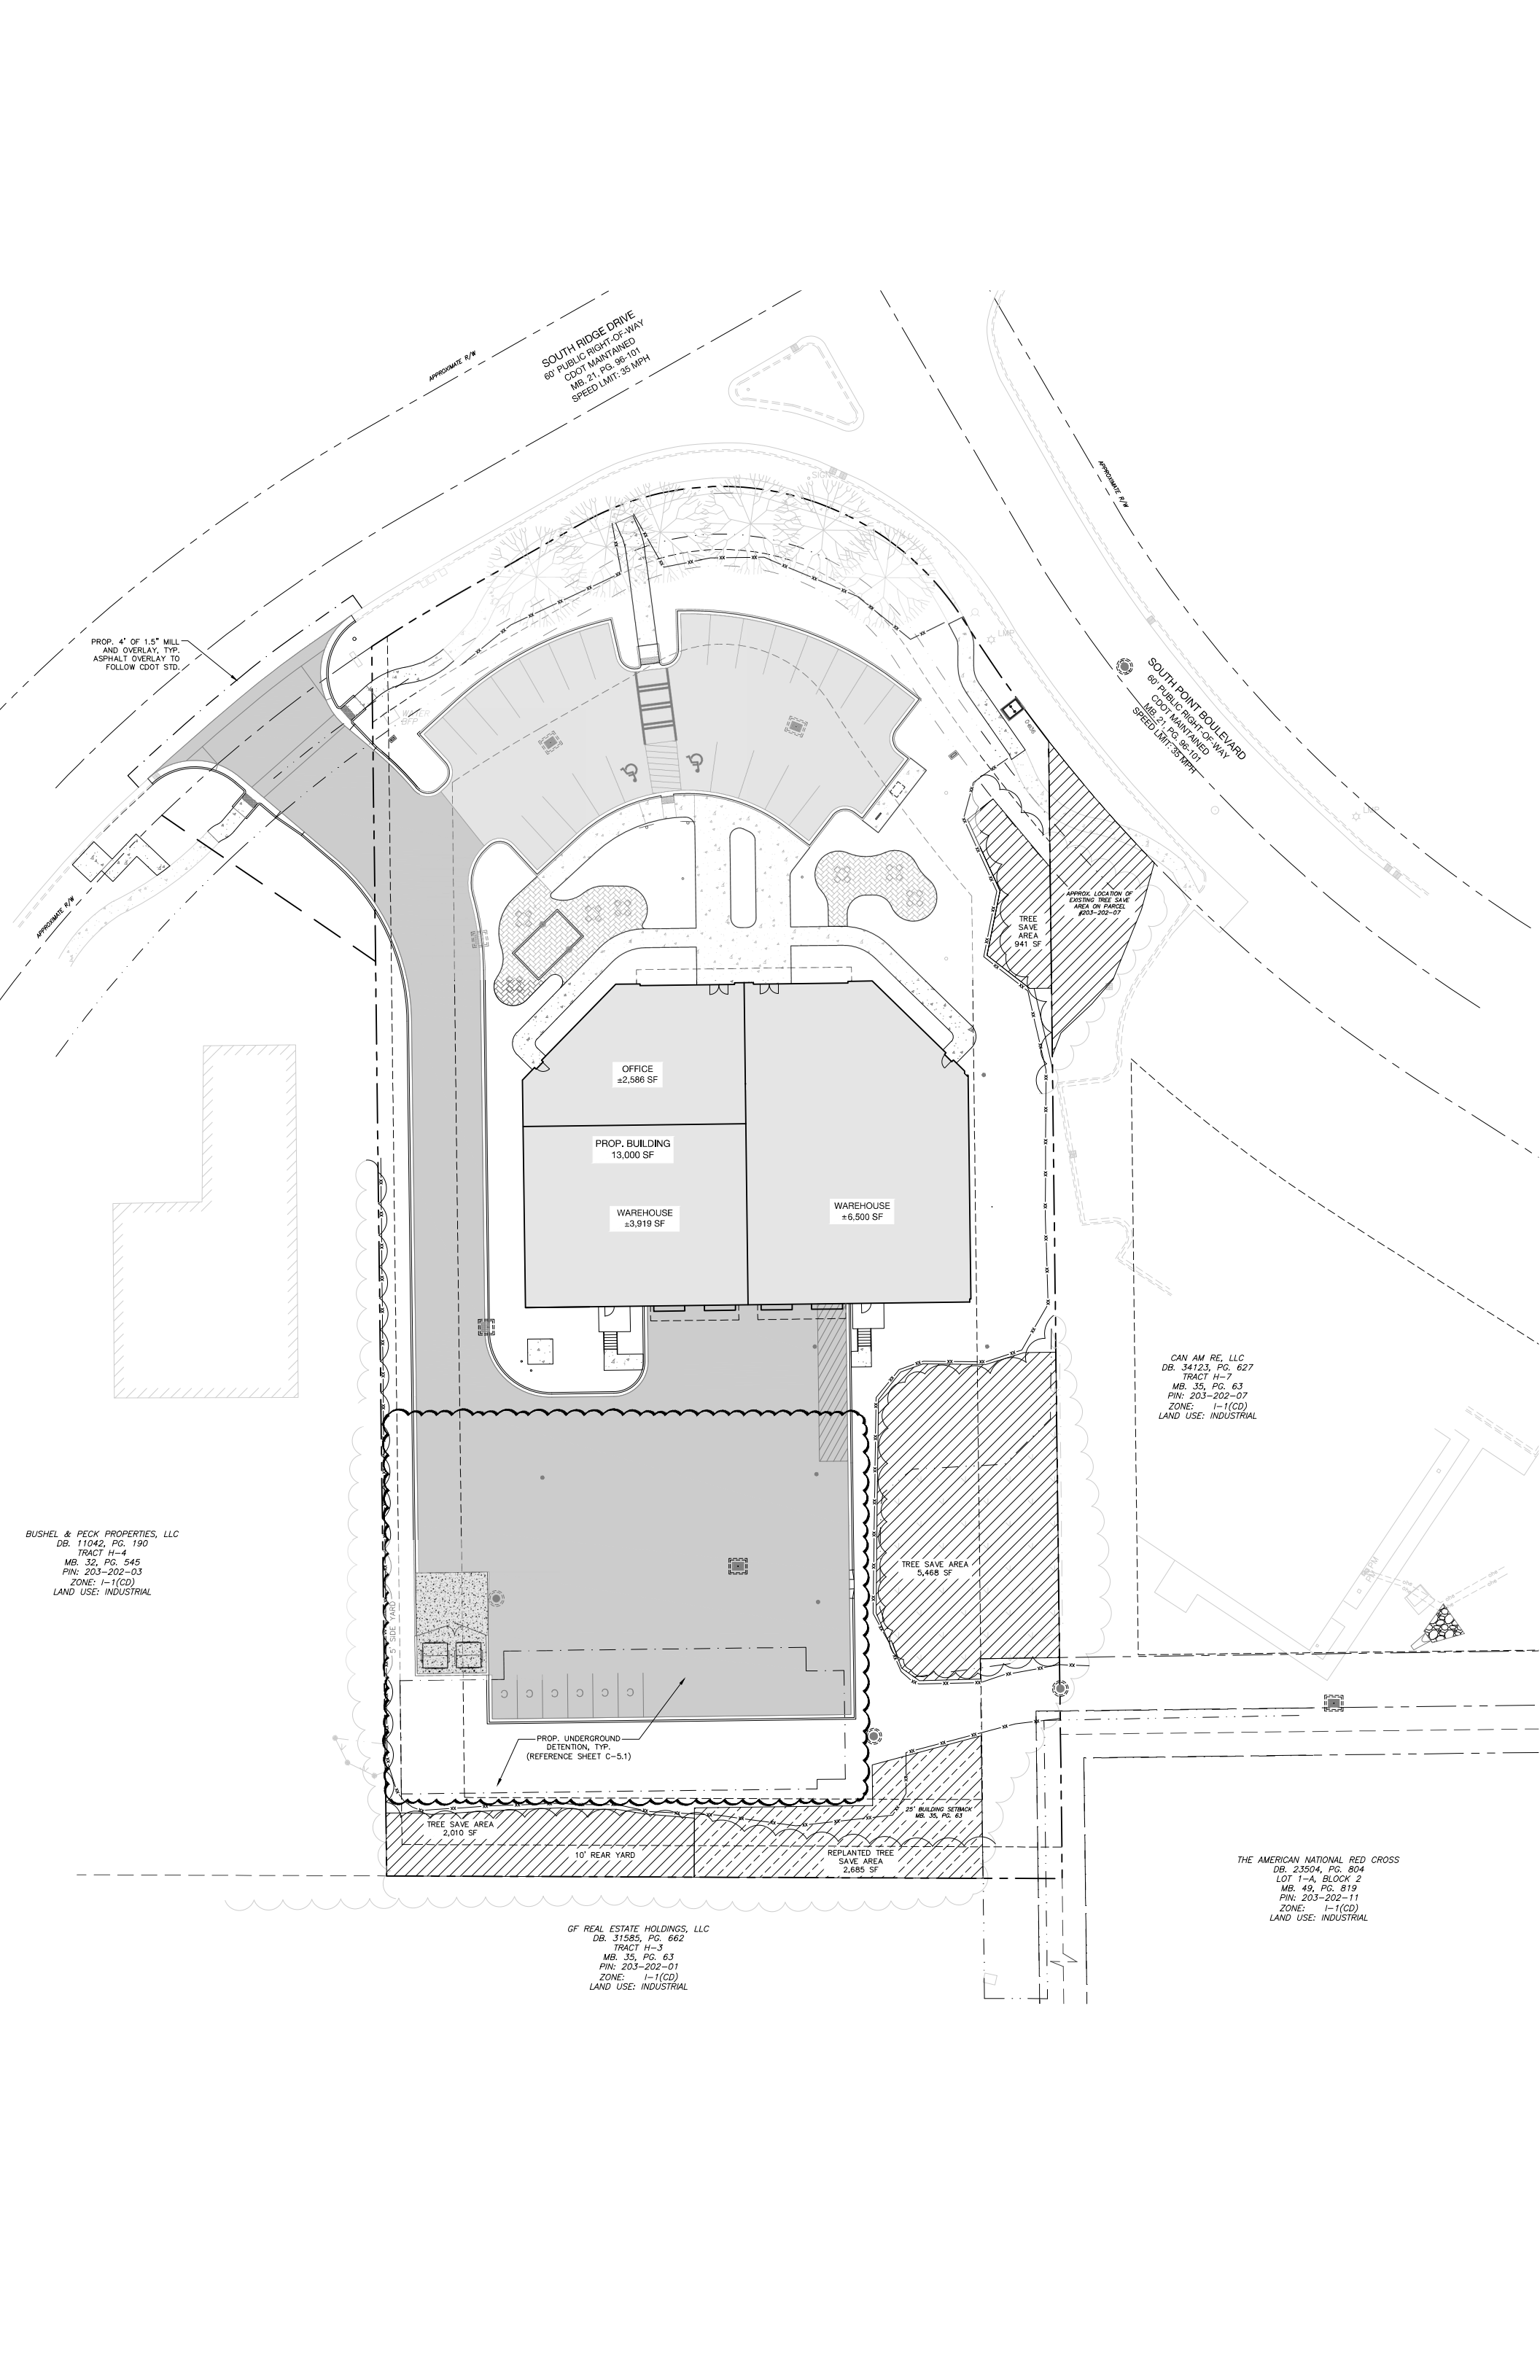 SOUTH RIDGE DRIVE
60' PUBLIC RIGHT-OF-WAY
CDOT MAINTAINED
MB. 21, PG. 96-101
SPEED LMIT: 35 MPH
APPROXIMATE R/W
APPROXIMATE R/W
SIGN
PROP. 4' OF 1.5" MILL
AND OVERLAY, TYP.
ASPHALT OVERLAY TO
FOLLOW CDOT STD.
LMP
SOUTH POINT BOULEVARD
60' PUBLIC RIGHT-OF-WAY
CDOT MAINTAINED
MB. 21, PG. 96-101
SPEED LMIT: 35 MPH
WATER
BFP
LMP
APPROXIMATE R/W
APPROX. LOCATION OF
EXISTING TREE SAVE
AREA ON PARCEL
#203-202-07
TREE
SAVE
AREA
941 SF
OFFICE
±2,586 SF
PROP. BUILDING
13,000 SF
WAREHOUSE
±3,919 SF
WAREHOUSE
±6,500 SF
CAN AM RE, LLC
DB. 34123, PG. 627
TRACT H-7
MB. 35, PG. 63
PIN: 203-202-07
ZONE: I-1(CD)
LAND USE: INDUSTRIAL
BUSHEL & PECK PROPERTIES, LLC
DB. 11042, PG. 190
TRACT H-4
MB. 32, PG. 545
PIN: 203-202-03
ZONE: I-1(CD)
LAND USE: INDUSTRIAL
TREE SAVE AREA
5,468 SF
5' SIDE YARD
PROP. UNDERGROUND
DETENTION, TYP.
(REFERENCE SHEET C-5.1)
25' BUILDING SETBACK
MB. 35, PG. 63
TREE SAVE AREA
2,010 SF
10' REAR YARD
REPLANTED TREE
SAVE AREA
2,685 SF
THE AMERICAN NATIONAL RED CROSS
DB. 23504, PG. 804
LOT 1-A, BLOCK 2
MB. 49, PG. 819
PIN: 203-202-11
ZONE: I-1(CD)
LAND USE: INDUSTRIAL
GF REAL ESTATE HOLDINGS, LLC
DB. 31585, PG. 662
TRACT H-3
MB. 35, PG. 63
PIN: 203-202-01
ZONE: I-1(CD)
LAND USE: INDUSTRIAL